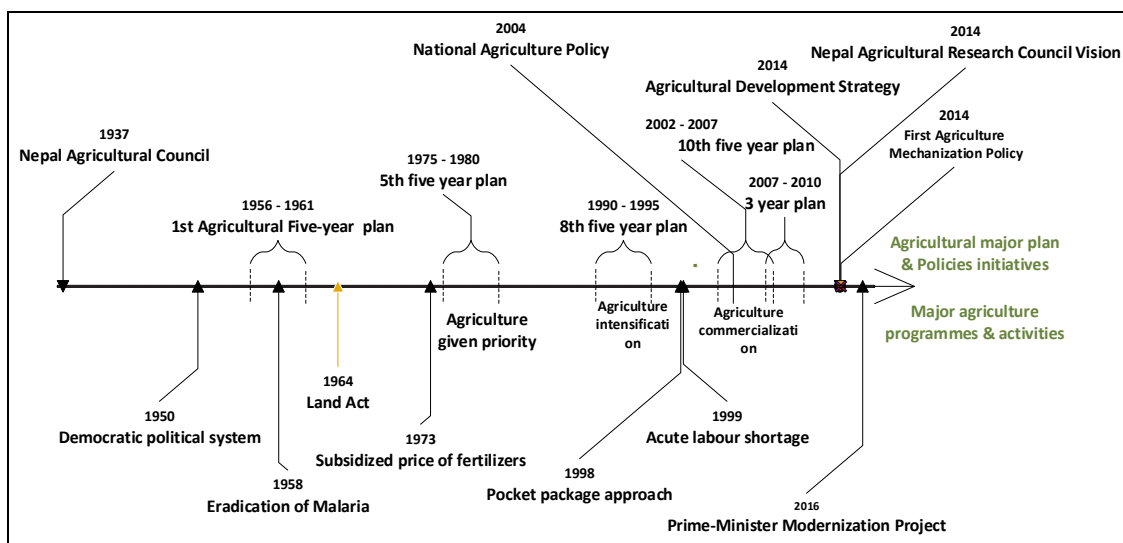 2004
National Agriculture Policy
2014
Nepal Agricultural Research Council Vision
2014
Agricultural Development Strategy
2014
First Agriculture
Mechanization Policy
1937
Nepal Agricultural Council
2002 - 2007
10th five year plan
1975 - 1980
5th five year plan
2007 - 2010
3 year plan
1956 - 1961
1st Agricultural Five-year plan
1990 - 1995
8th five year plan
Agricultural major plan
& Policies initiatives
Agriculture
given priority
Agriculture
intensificati
on
Agriculture
commercializati
on
Major agriculture
programmes & activities
1964
Land Act
1950
Democratic political system
1973
Subsidized price of fertilizers
1999
Acute labour shortage
1958
Eradication of Malaria
1998
Pocket package approach
2016
Prime-Minister Modernization Project